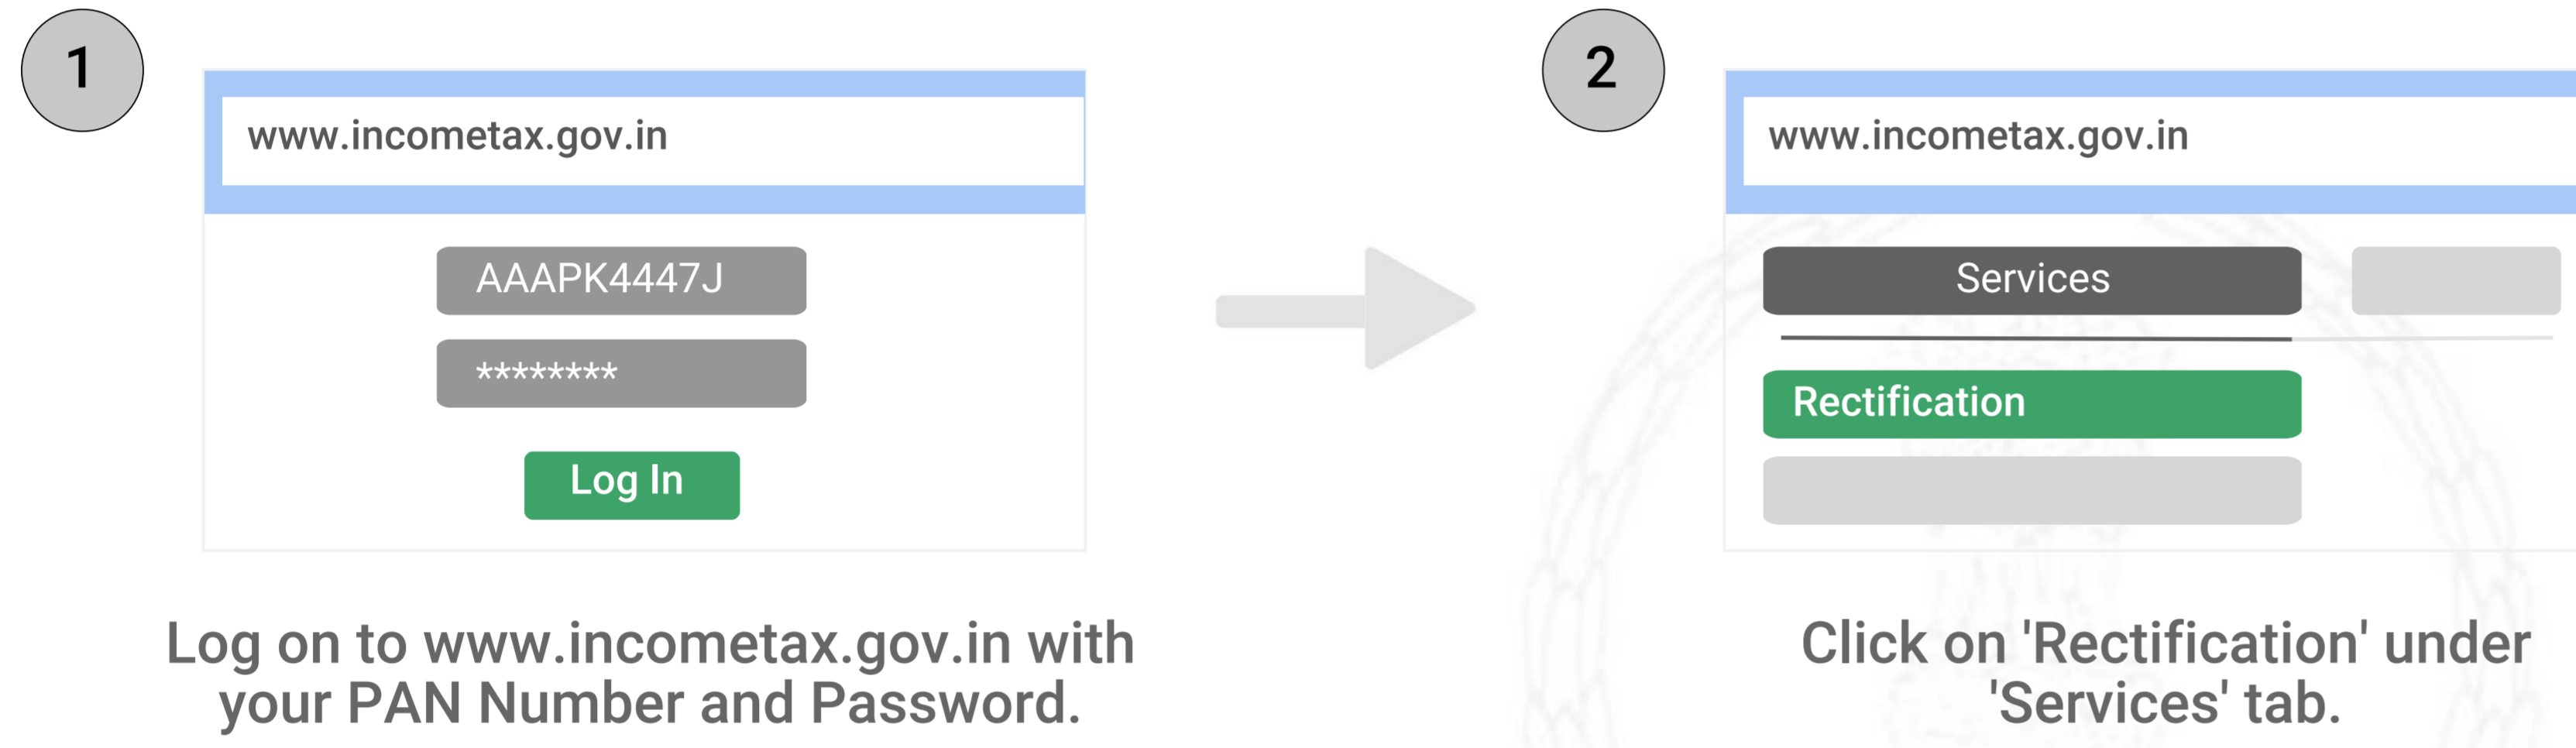 1
www.incometax.gov.in
AAAPK4447J
********
Log In
Log on to www.incometax.gov.in with
your PAN Number and Password.
2
www.incometax.gov.in
Services
Rectification
Click on 'Rectification' under
'Services' tab.